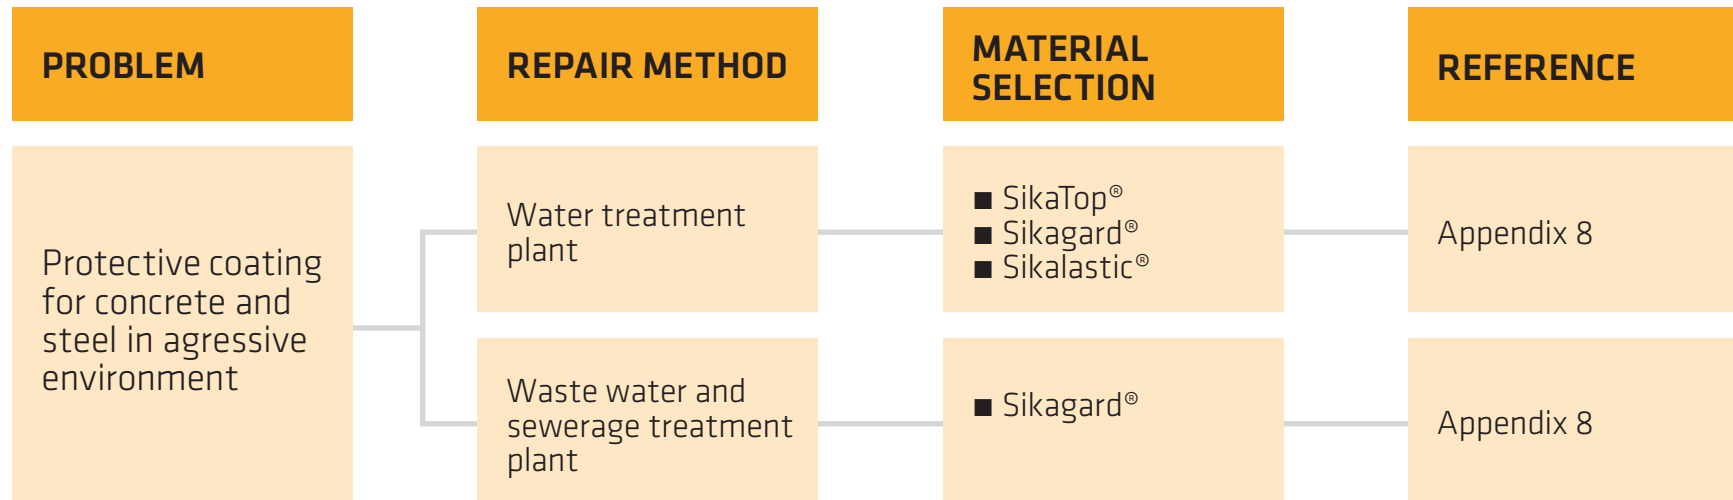 PROBLEM
REPAIR METHOD
MATERIAL
SELECTION
REFERENCE
Protective coating
for concrete and
steel in agressive
environment
Water treatment
plant
■ SikaTop®
■ Sikagard®
■ Sikalastic®
Appendix 8
Waste water and
sewerage treatment
plant
■ Sikagard®
Appendix 8